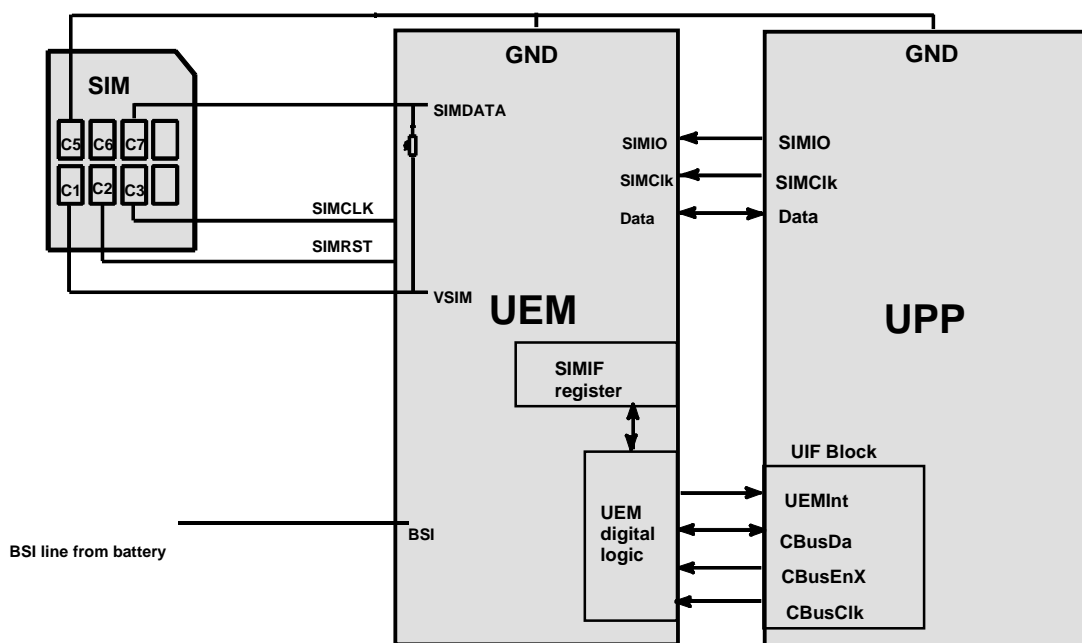 GND
GND
SIM
SIMDATA
C5 C6 C7
SIMIO
SIMIO
SIMClk
SIMClk
C1 C2 C3
SIMCLK
Data
Data
SIMRST
VSIM
UEM
UPP
SIMIF
register
UIF Block
UEMInt
UEM
digital
logic
BSI
CBusDa
BSI line from battery
CBusEnX
CBusClk